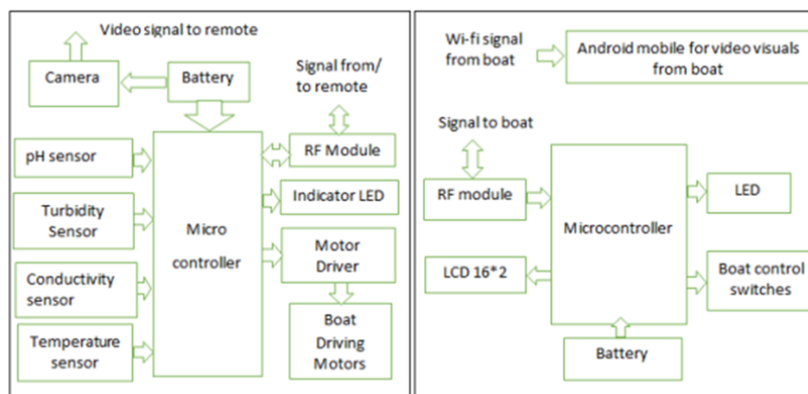 Video signal to remote
Camera
Battery
Signal from/
to remote
pH sensor
RF Module
Turbidity
Sensor
Indicator LED
Micro
controller
Motor
Driver
Conductivity
sensor
Boat
Driving
Motors
Temperature
sensor
Wi-fi signal
from boat
Android mobile for video visuals
from boat
Signal to boat
RF module
LED
Microcontroller
LCD 16*2
Boat control
switches
Battery